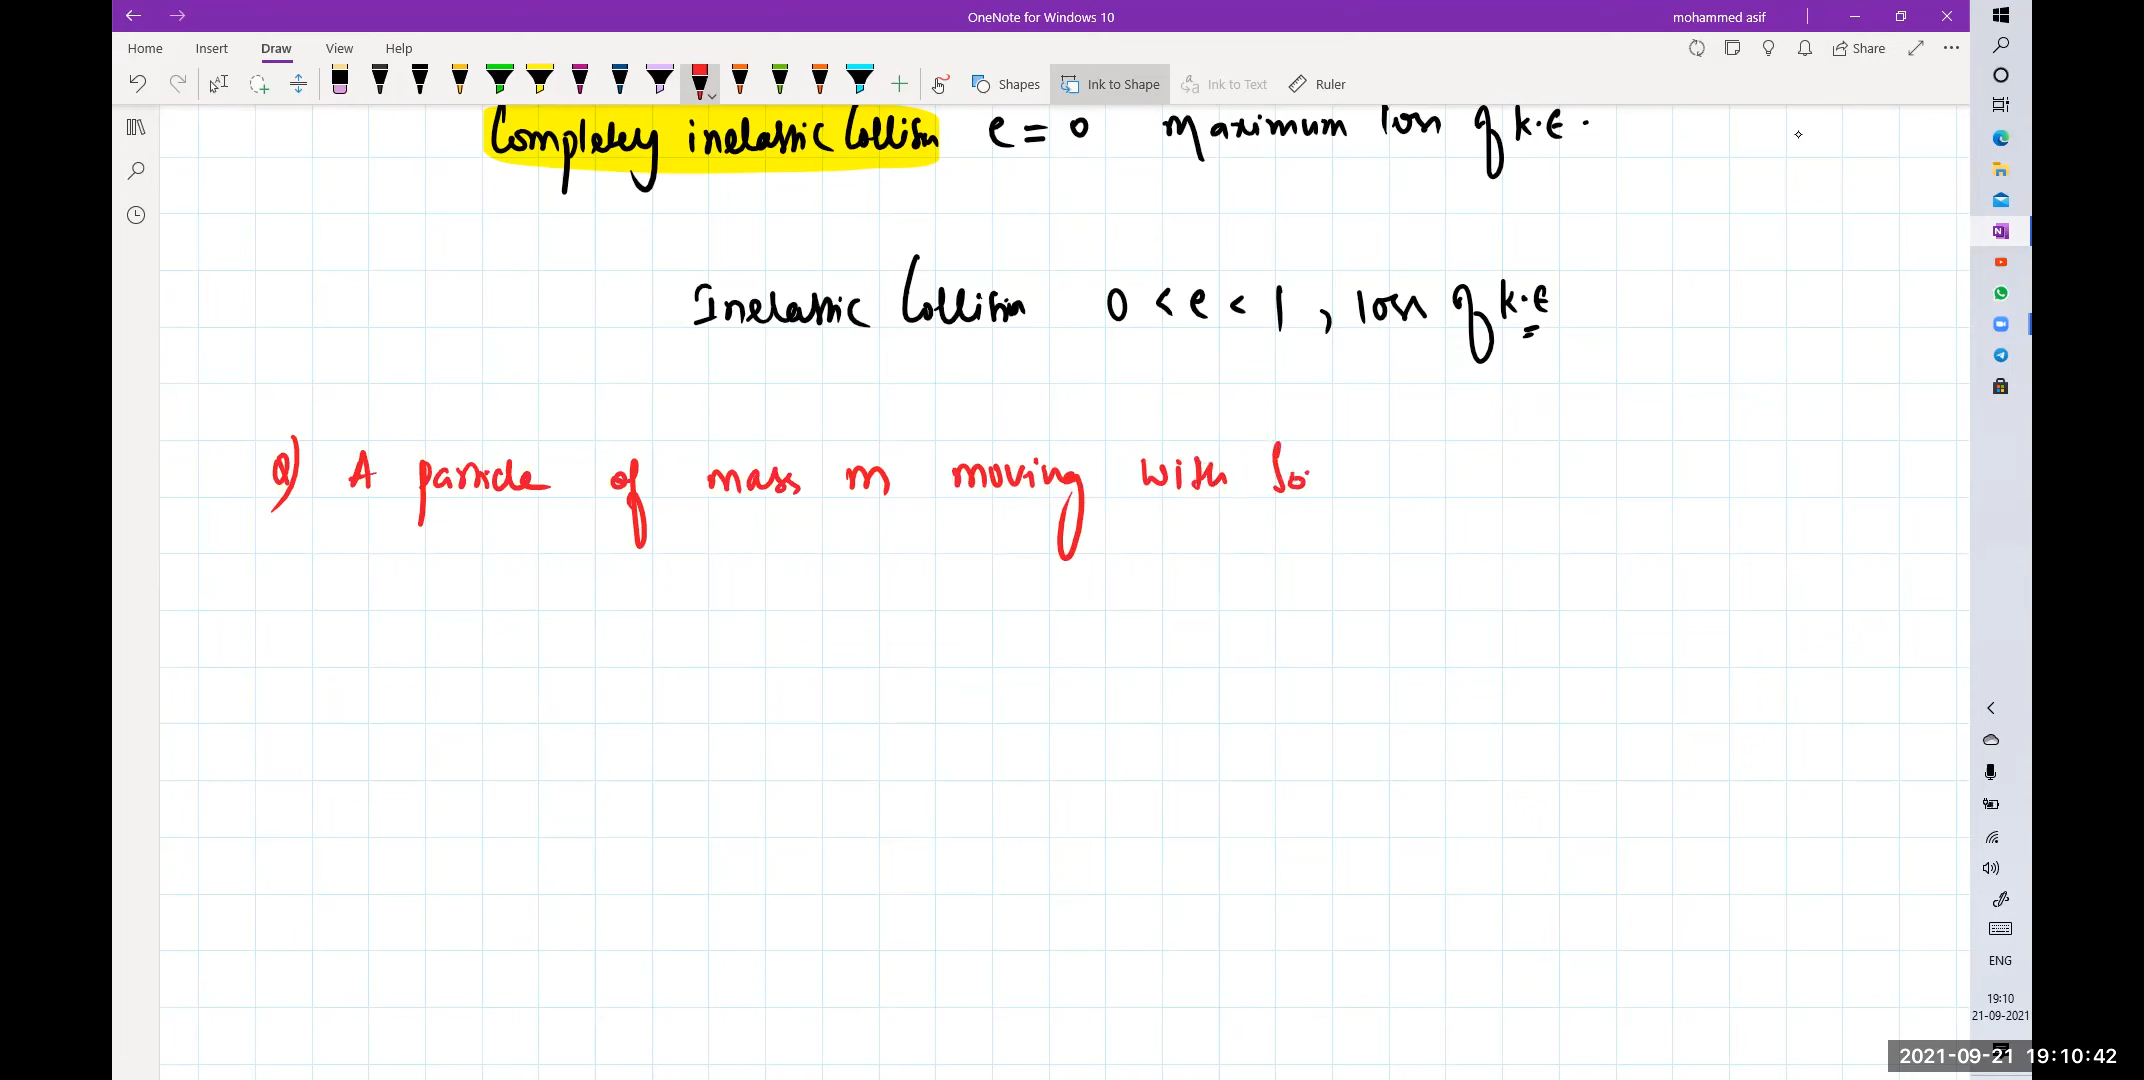 OneNote for Windows 10
mohammed asif
Home Insert Draw View Help
Share
Shapes Ink to Shape Ink to Text Ruler
Completely inelastic Collision e = 0 maximum loss of k.E.
Inelastic Collision 0 < e < 1 , loss of k.E
Q) A particle of mass m moving with
ENG
19:10
21-09-2021
2021-09-21 19:10:42